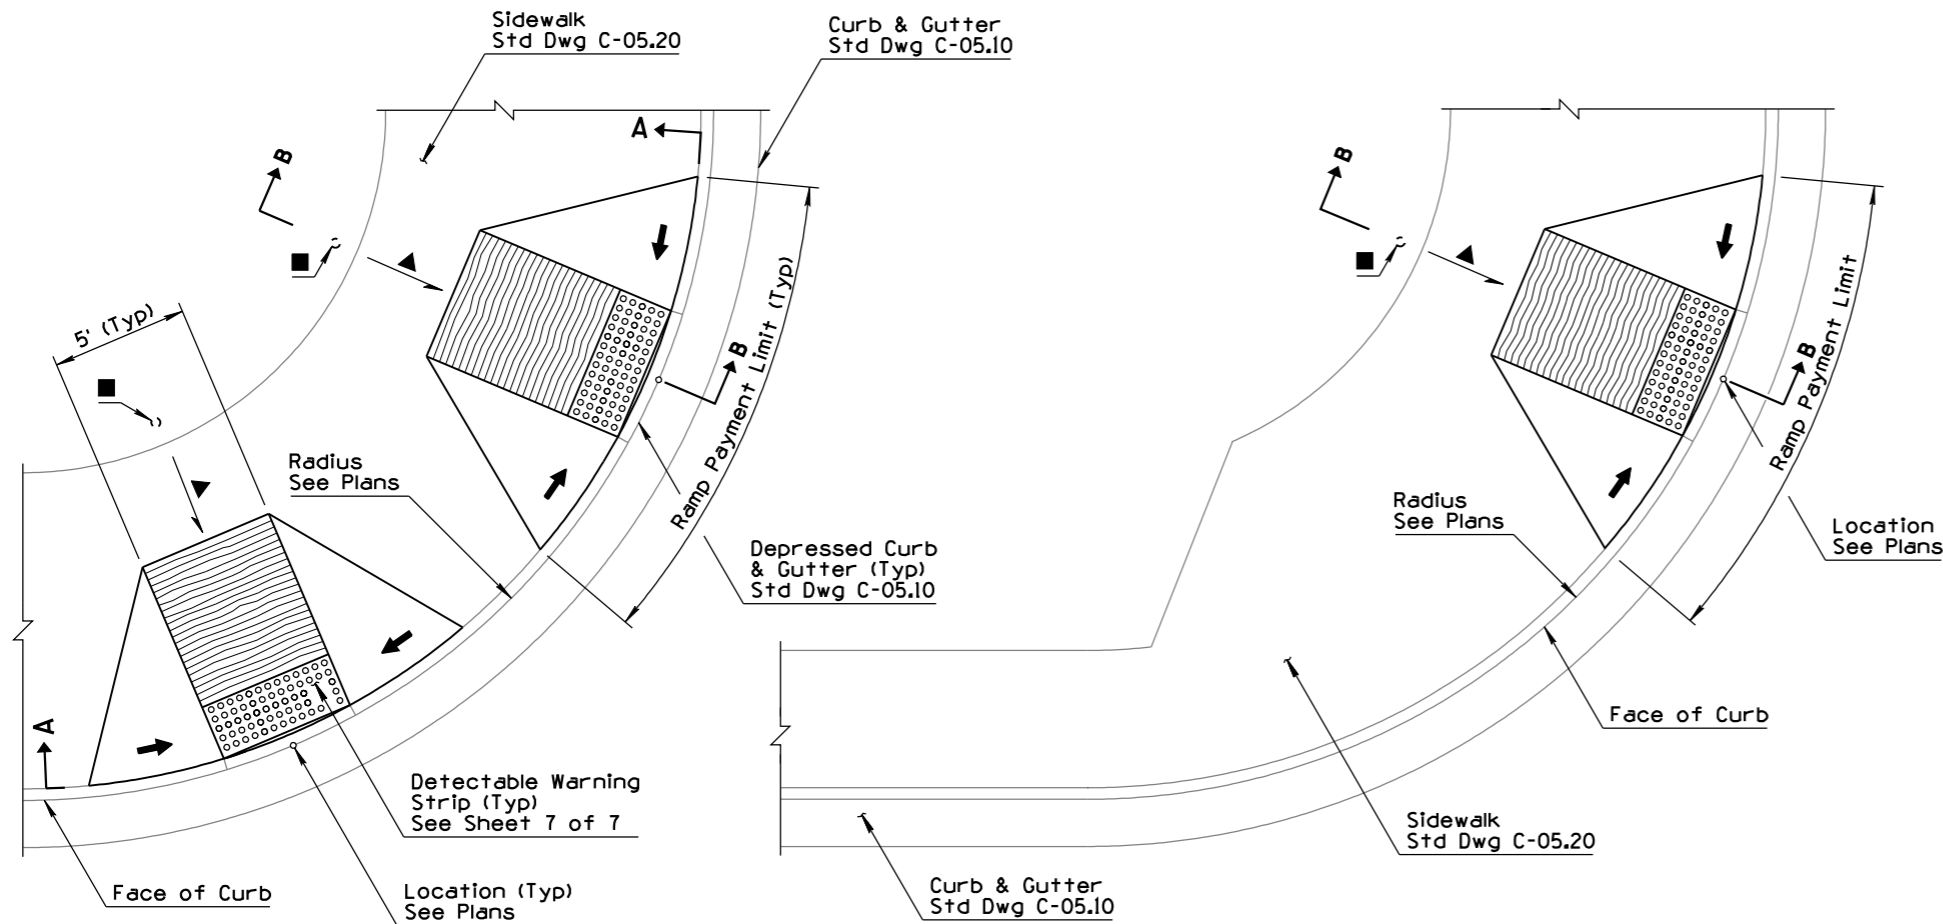 Sidewalk
Std Dwg C-05.20
Curb & Gutter
Std Dwg C-05.10
A
B
B
5' (Typ)
Ramp Payment Limit (Typ)
B
Radius
See Plans
Depressed Curb
& Gutter (Typ)
Std Dwg C-05.10
A
Detectable Warning
Strip (Typ)
See Sheet 7 of 7
Face of Curb
Location (Typ)
See Plans
B
Ramp Payment Limit
Radius
See Plans
Location
See Plans
Face of Curb
Sidewalk
Std Dwg C-05.20
Curb & Gutter
Std Dwg C-05.10